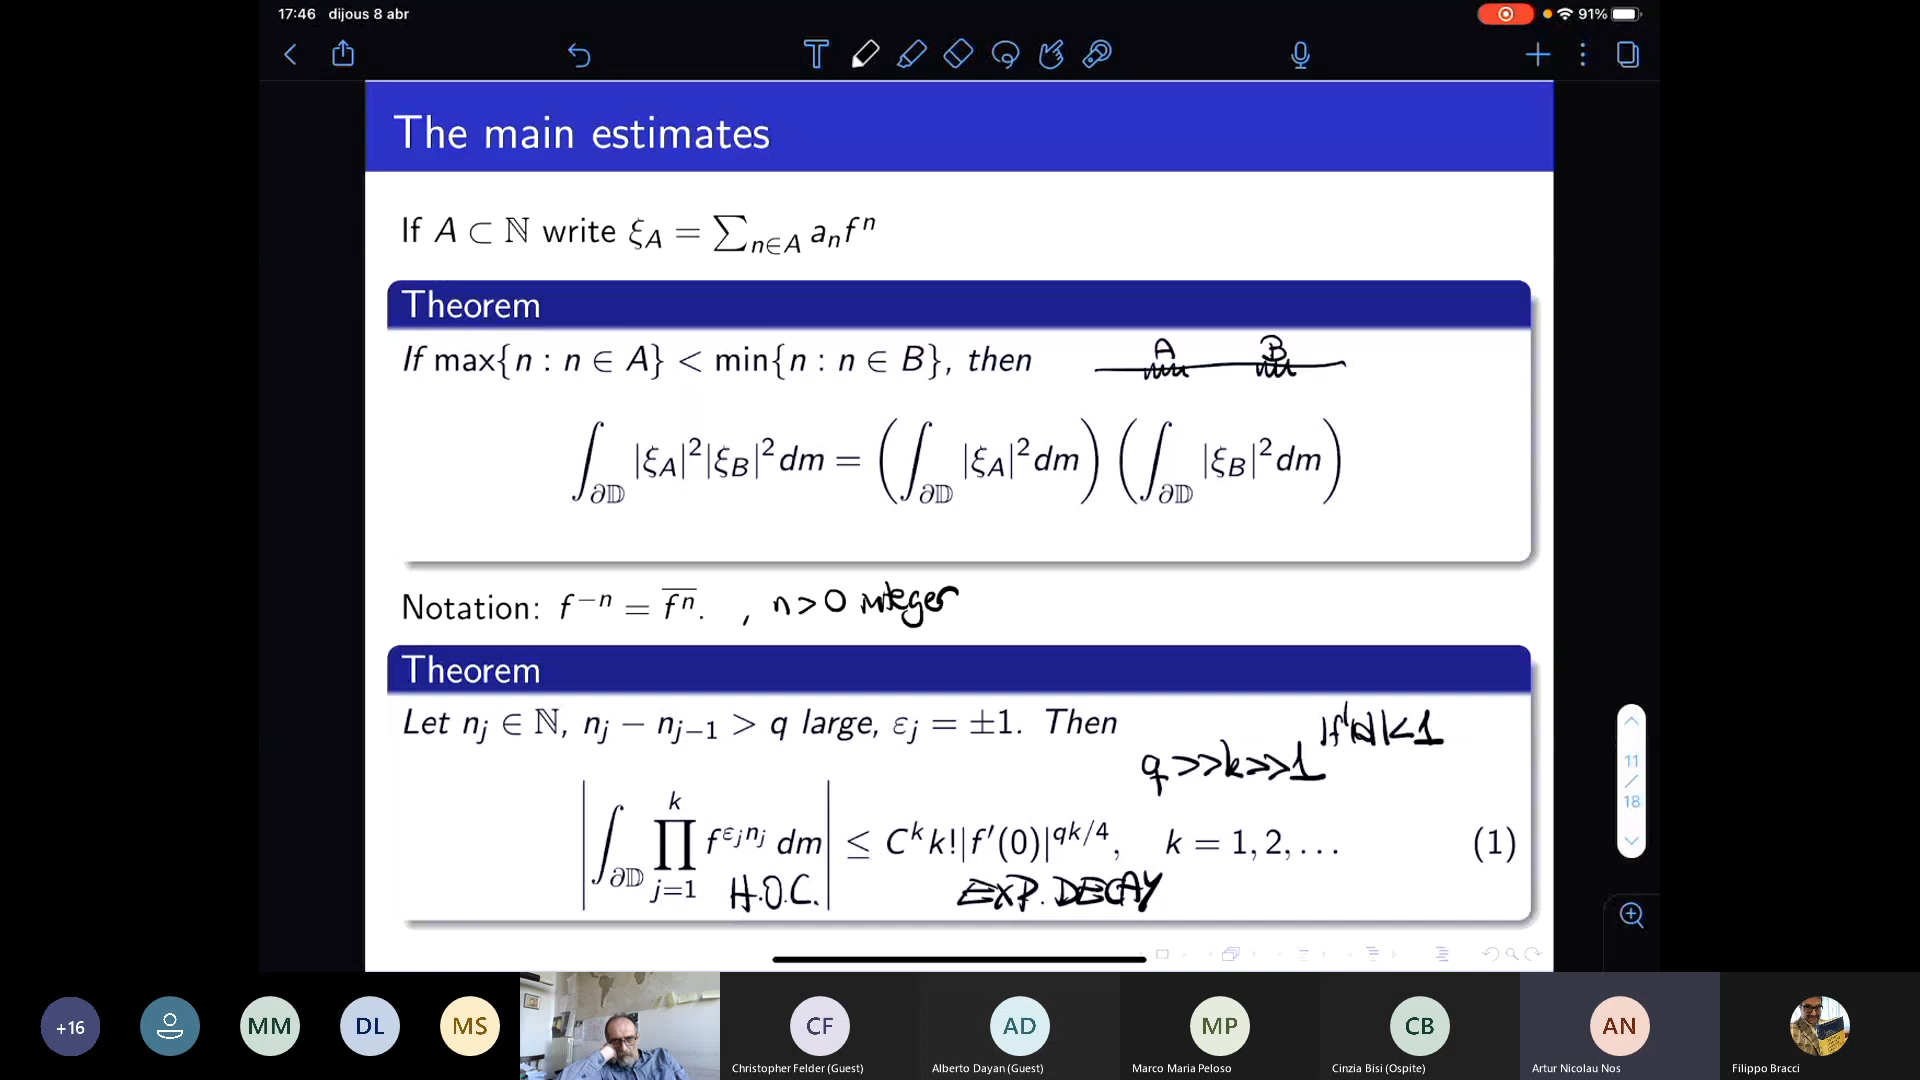 17:46 dijous 8 abr
91%
The main estimates
If A ⊂ ℕ write ξ_A = ∑_{n∈A} a_n f^n
Theorem
If max{n : n ∈ A} < min{n : n ∈ B}, then
A B
∫_{∂𝔻} |ξ_A|² |ξ_B|² dm = (∫_{∂𝔻} |ξ_A|² dm) (∫_{∂𝔻} |ξ_B|² dm)
Notation: f^{−n} = \overline{f^n}. , n>0 integer
Theorem
Let n_j ∈ ℕ, n_j − n_{j−1} > q large, ε_j = ±1. Then
|f'(0)|<1
q >>k>>1
|∫_{∂𝔻} ∏_{j=1}^{k} f^{ε_j n_j} dm| ≤ C^k k! |f′(0)|^{qk/4}, k = 1, 2, . . . (1)
H.O.C. EXP. DECAY
11
/
18
+16
MM
DL
MS
CF
AD
MP
CB
AN
Christopher Felder (Guest)
Alberto Dayan (Guest)
Marco Maria Peloso
Cinzia Bisi (Ospite)
Artur Nicolau Nos
Filippo Bracci